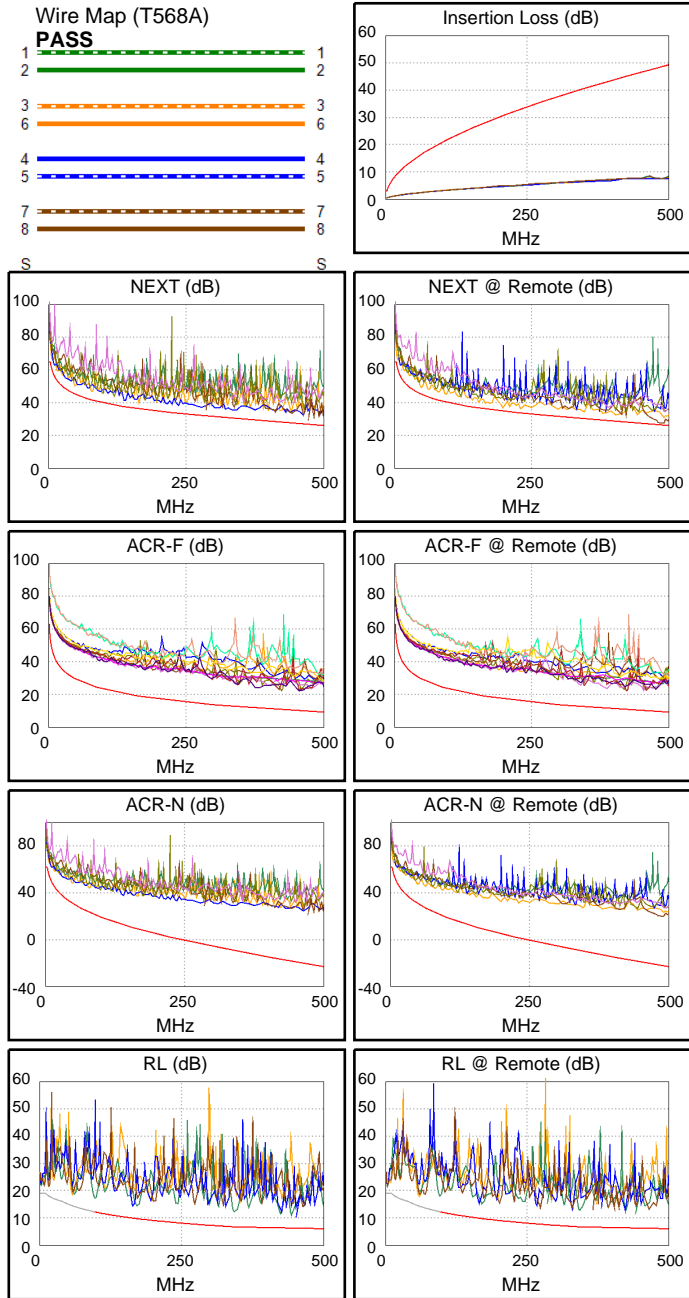 Wire Map (T568A)
PASS
1 1
2 2
3 3
6 6
4 4
5 5
7 7
8 8
S S
Insertion Loss (dB)
60
50
40
30
20
10
0
0 250 500
MHz
NEXT (dB)
100
80
60
40
20
0
0 250 500
MHz
NEXT @ Remote (dB)
100
80
60
40
20
0
0 250 500
MHz
ACR-F (dB)
100
80
60
40
20
0
0 250 500
MHz
ACR-F @ Remote (dB)
100
80
60
40
20
0
0 250 500
MHz
ACR-N (dB)
80
40
0
-40
0 250 500
MHz
ACR-N @ Remote (dB)
80
40
0
-40
0 250 500
MHz
RL (dB)
60
50
40
30
20
10
0
0 250 500
MHz
RL @ Remote (dB)
60
50
40
30
20
10
0
0 250 500
MHz